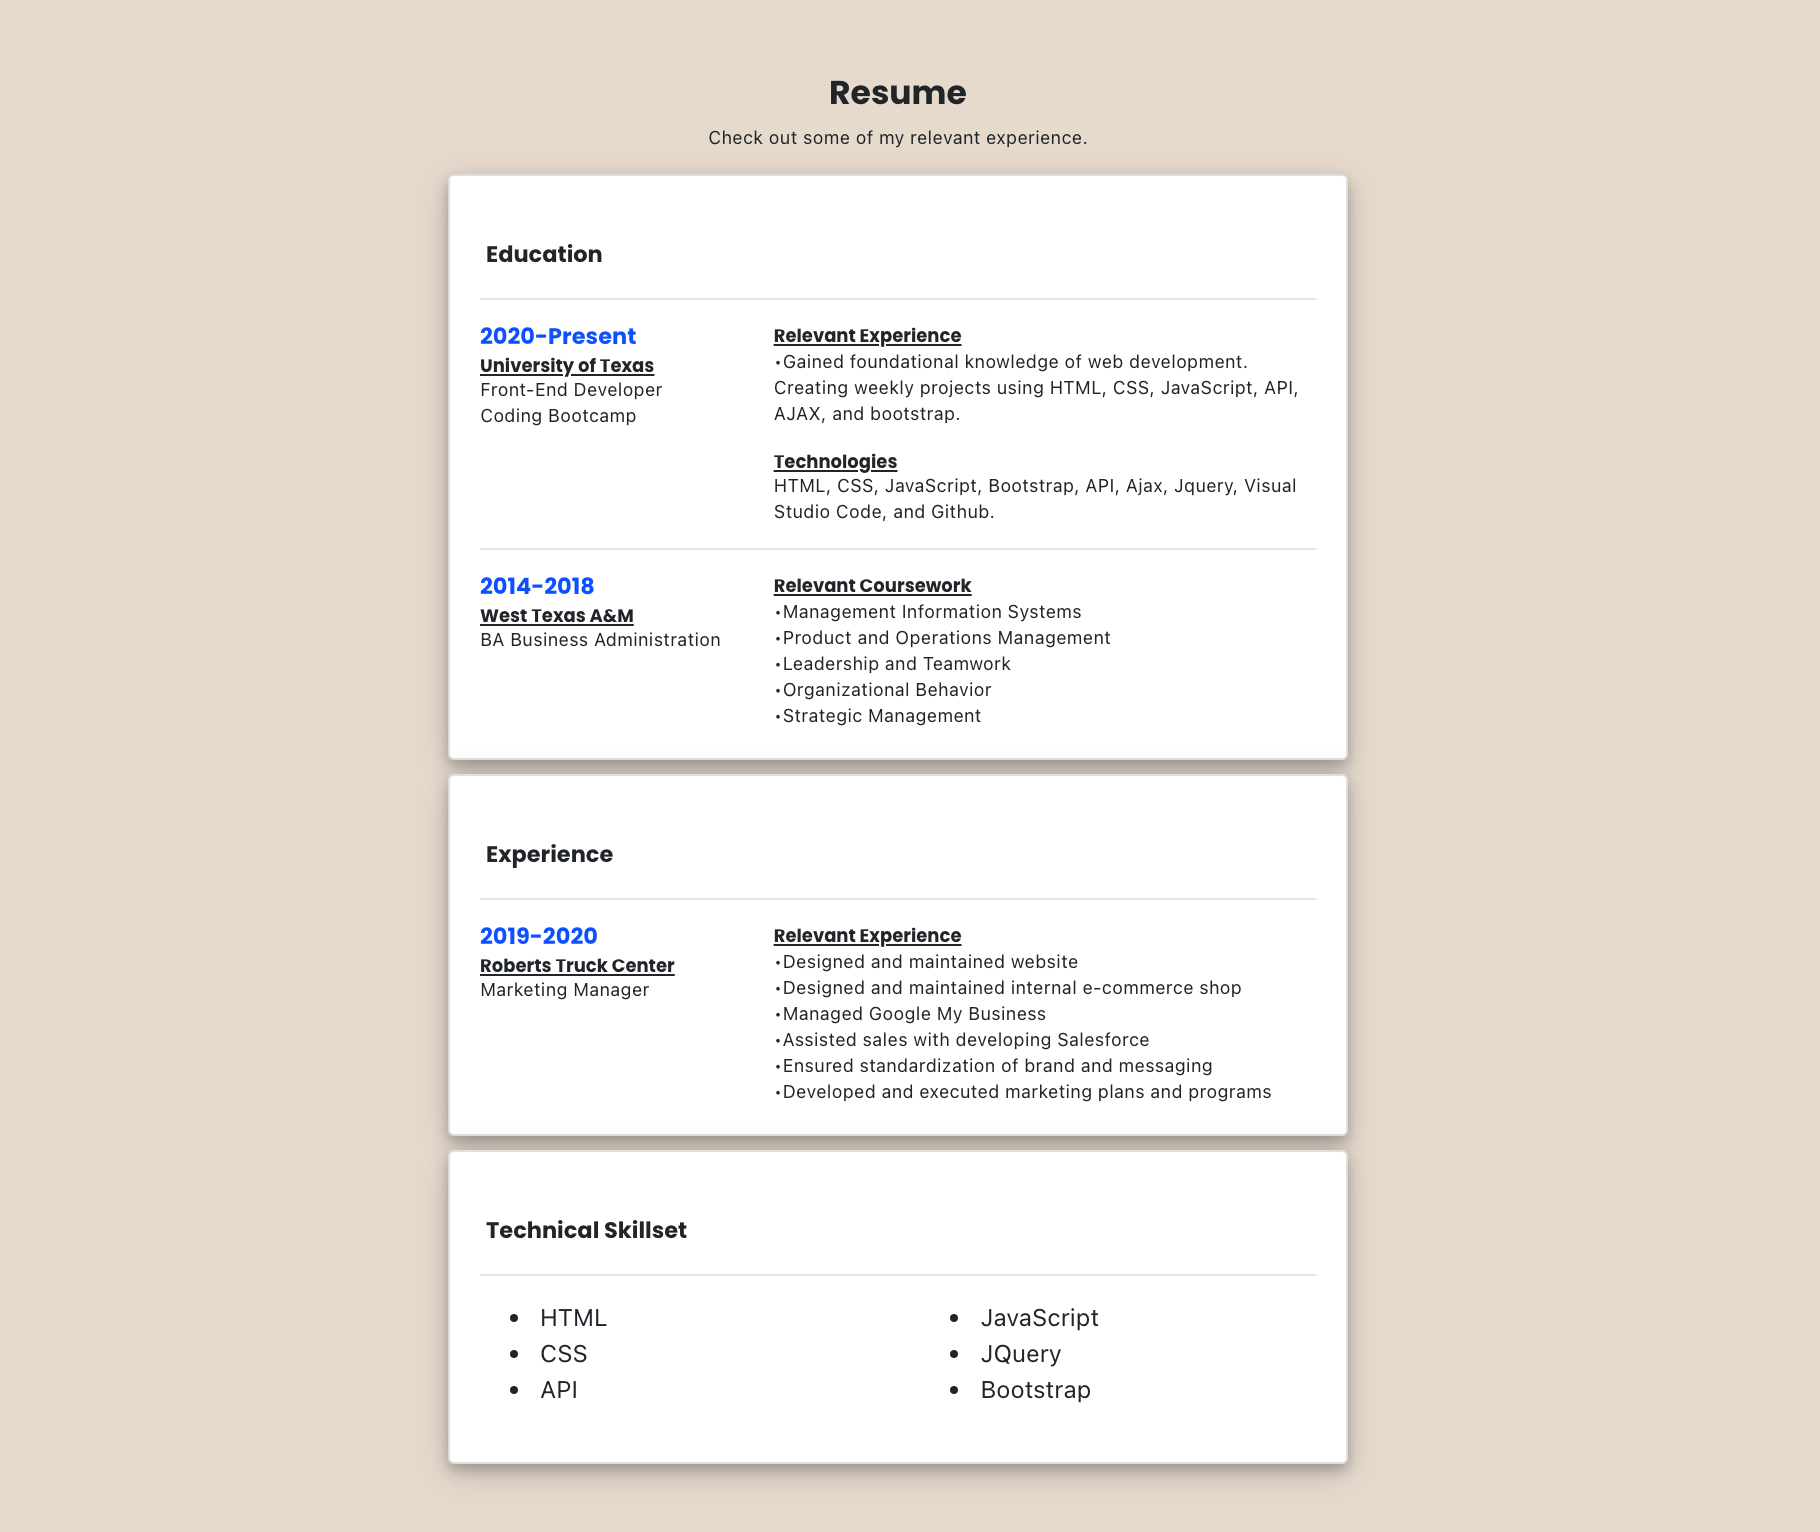 Resume
Check out some of my relevant experience.
Education
2020-Present
University of Texas
Front-End Developer
Coding Bootcamp
Relevant Experience
•Gained foundational knowledge of web development.
Creating weekly projects using HTML, CSS, JavaScript, API,
AJAX, and bootstrap.
Technologies
HTML, CSS, JavaScript, Bootstrap, API, Ajax, Jquery, Visual
Studio Code, and Github.
2014-2018
West Texas A&M
BA Business Administration
Relevant Coursework
•Management Information Systems
•Product and Operations Management
•Leadership and Teamwork
•Organizational Behavior
•Strategic Management
Experience
2019-2020
Roberts Truck Center
Marketing Manager
Relevant Experience
•Designed and maintained website
•Designed and maintained internal e-commerce shop
•Managed Google My Business
•Assisted sales with developing Salesforce
•Ensured standardization of brand and messaging
•Developed and executed marketing plans and programs
Technical Skillset
• HTML
• CSS
• API
• JavaScript
• JQuery
• Bootstrap